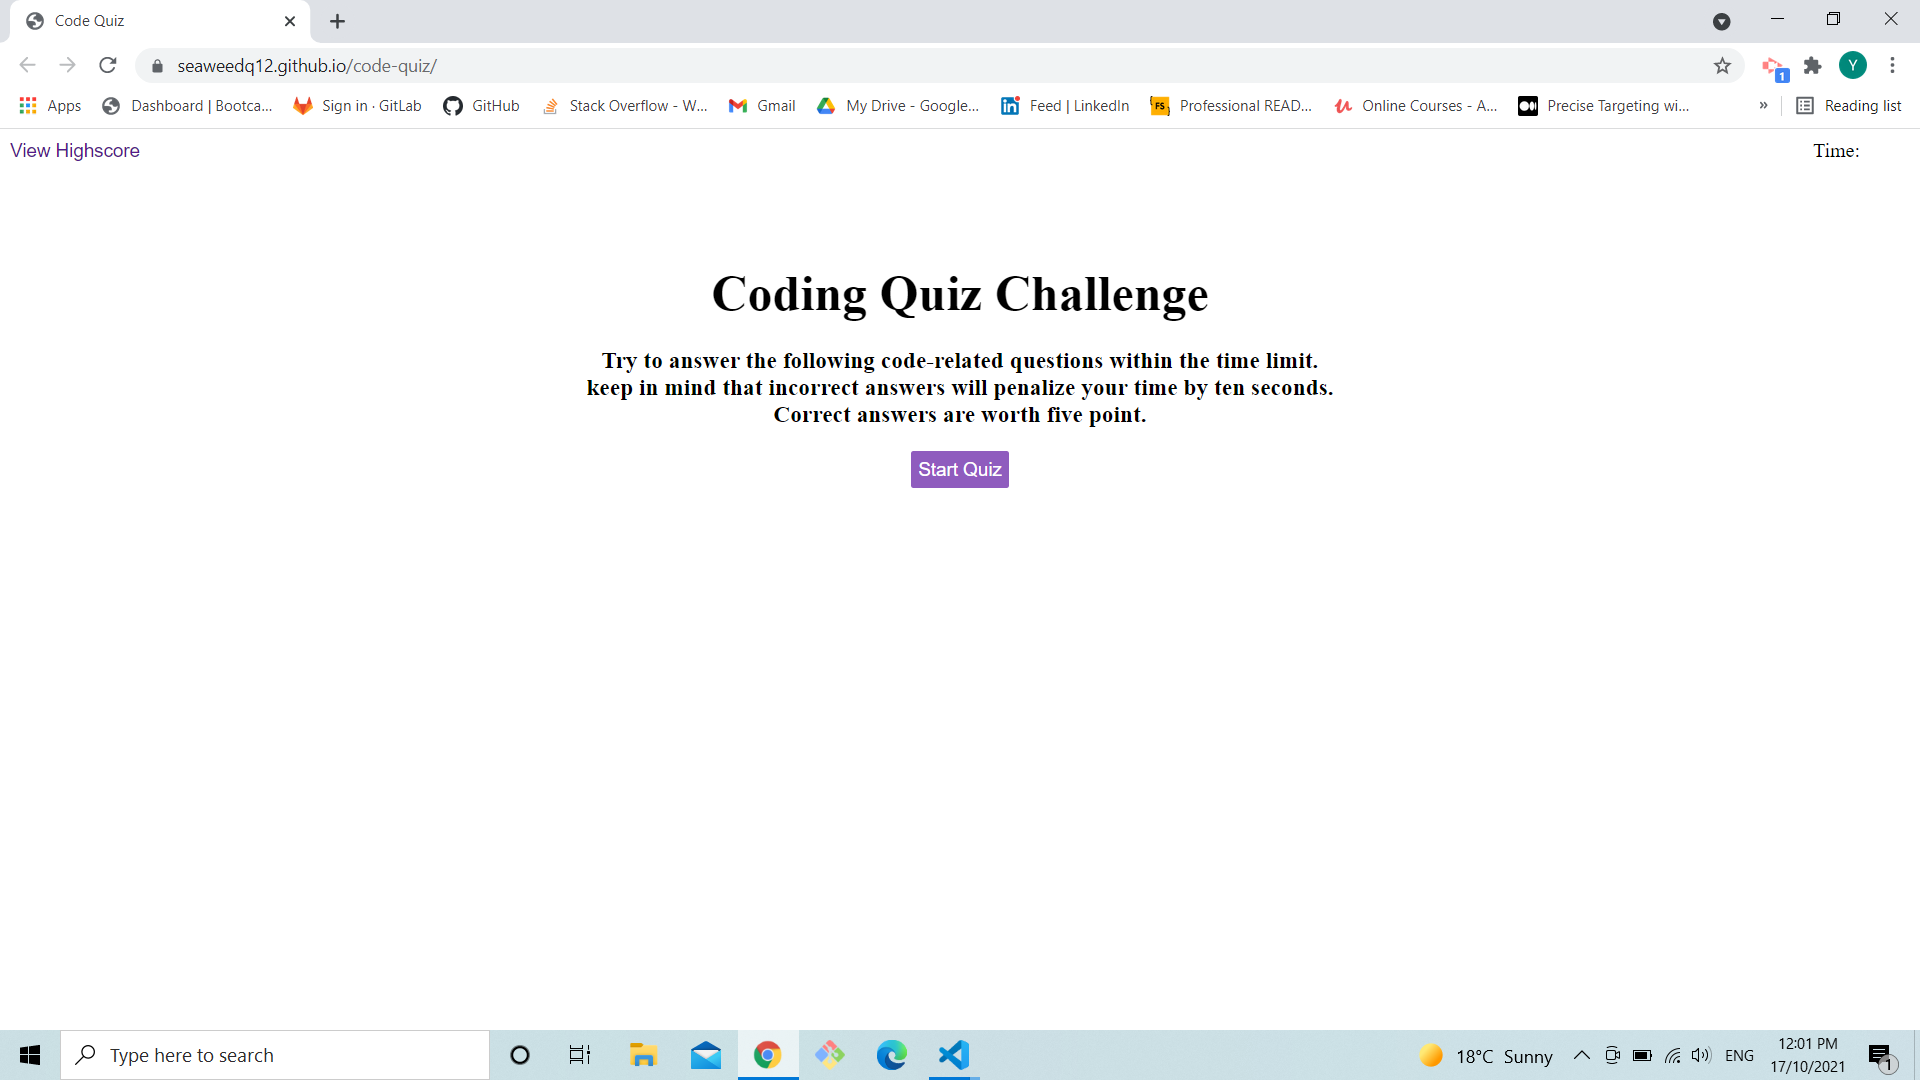 Code Quiz
seaweedq12.github.io/code-quiz/
Y
1
Apps
Dashboard | Bootca...
Sign in · GitLab
GitHub
Stack Overflow - W...
Gmail
My Drive - Google...
Feed | LinkedIn
FS
Professional READ...
Online Courses - A...
Precise Targeting wi...
»
Reading list
View Highscore
Time:
Coding Quiz Challenge
Try to answer the following code-related questions within the time limit.
keep in mind that incorrect answers will penalize your time by ten seconds.
Correct answers are worth five point.
Start Quiz
Type here to search
18°C Sunny
ENG
12:01 PM
17/10/2021
1